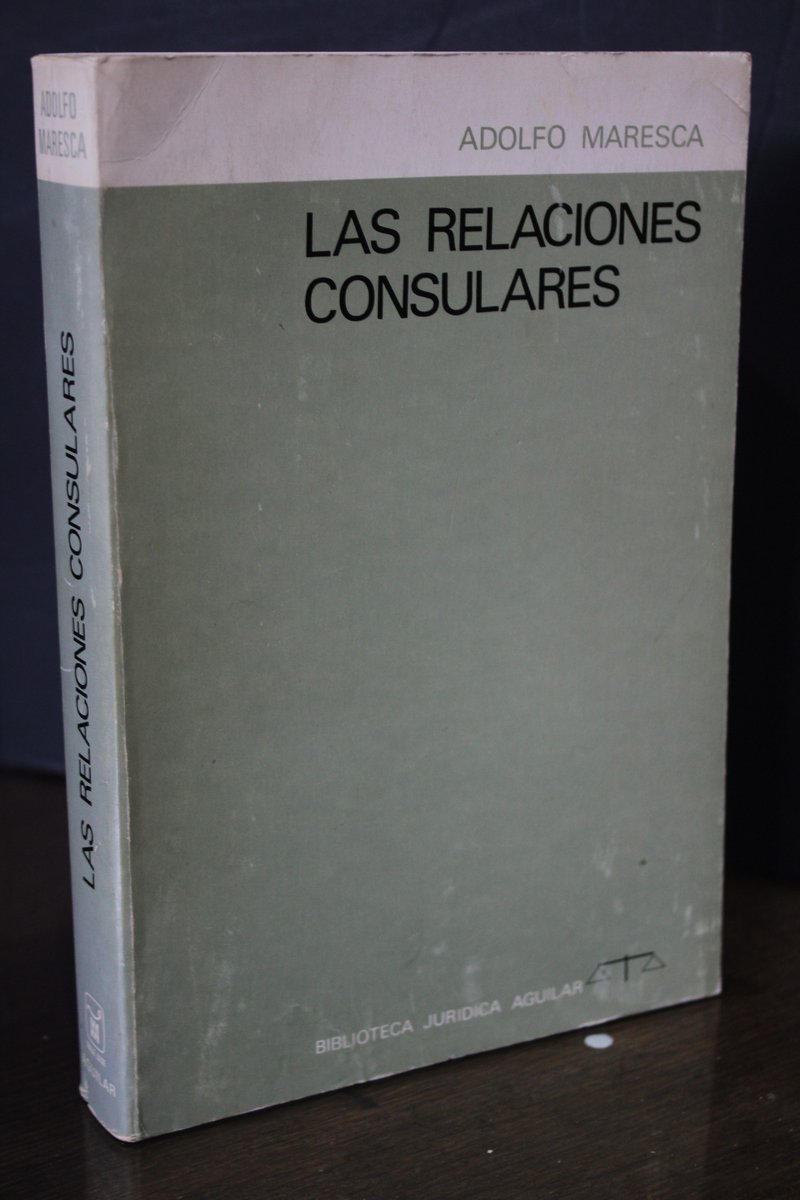 ADOLFO
MARESCA
LAS RELACIONES CONSULARES
AGUILAR
ADOLFO MARESCA
LAS RELACIONES
CONSULARES
BIBLIOTECA JURIDICA AGUILAR